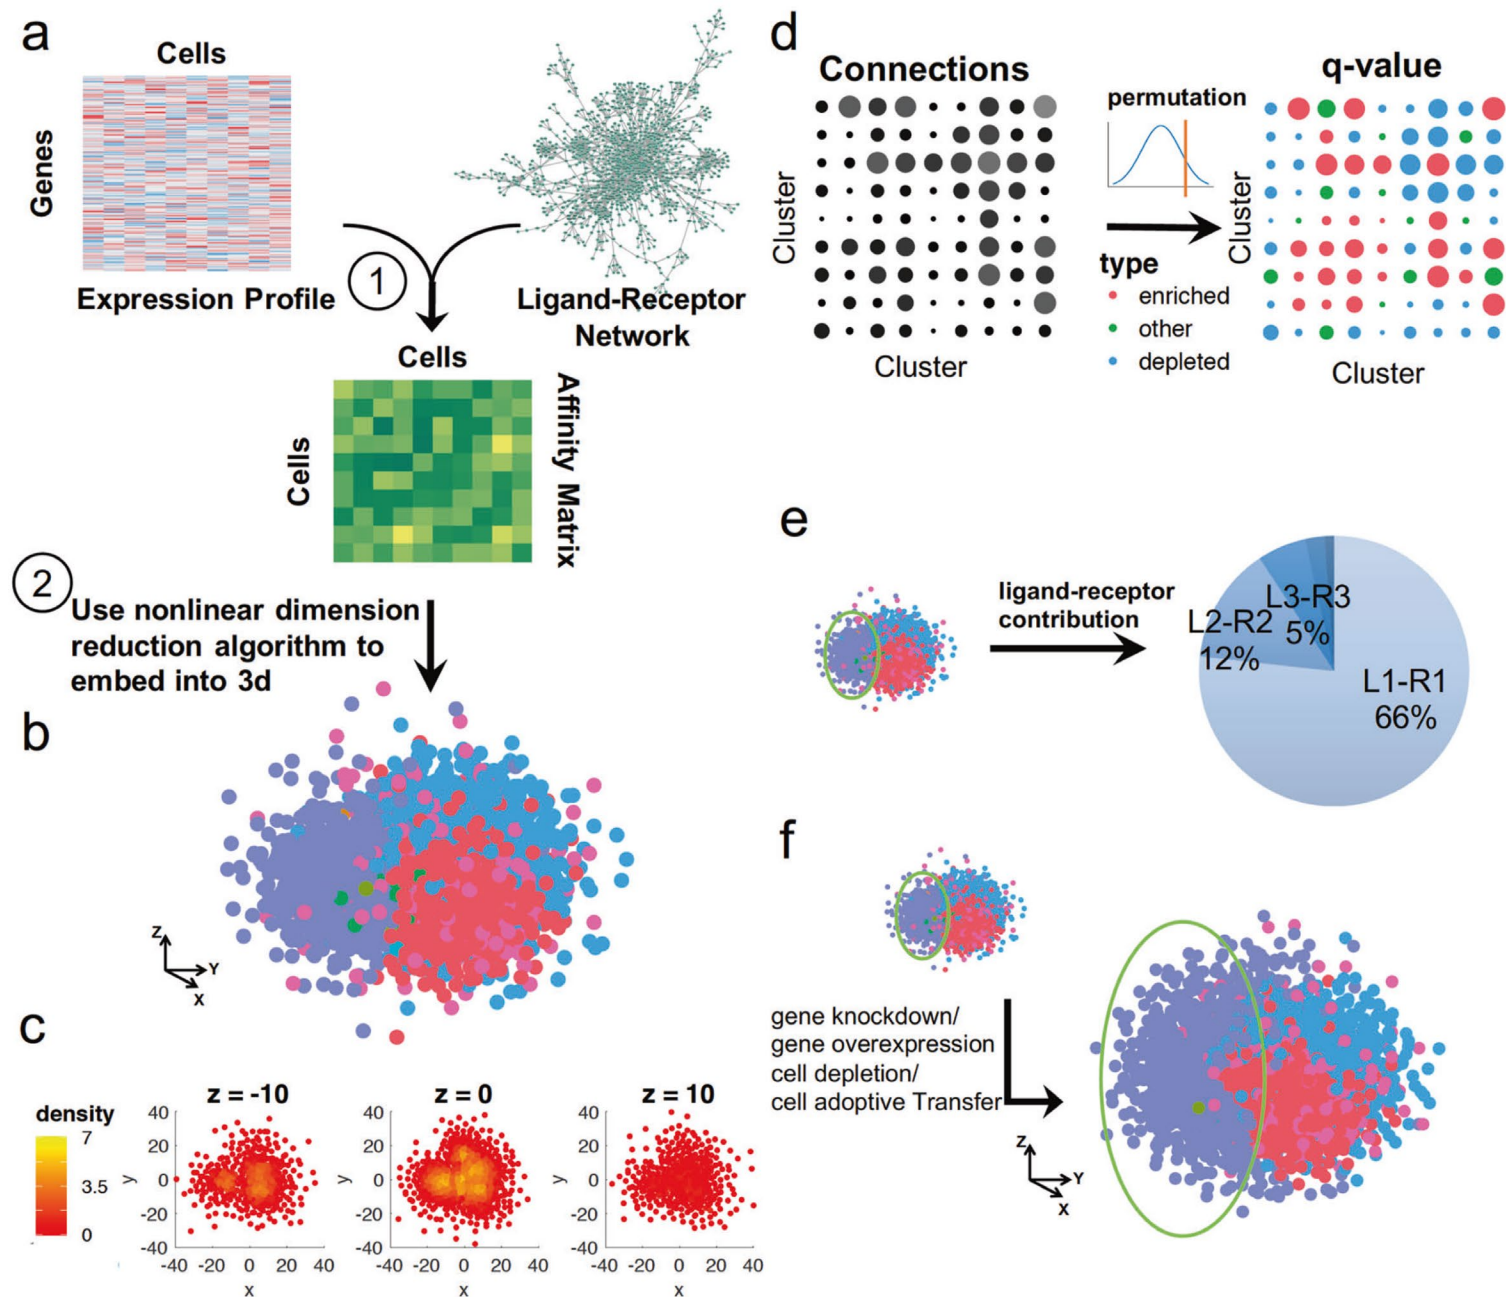 a
Cells
Genes
Expression Profile
1
Ligand-Receptor
Network
Cells
Cells
Affinity Matrix
2
Use nonlinear dimension
reduction algorithm to
embed into 3d
b
Z
Y
X
c
density
7
3.5
0
z = -10
40
20
0
-20
-40
y
-40 -20 0 20 40
x
z = 0
40
20
0
-20
-40
y
-40 -20 0 20 40
x
z = 10
40
20
0
-20
-40
y
-40 -20 0 20 40
x
d
Connections
Cluster
Cluster
permutation
type
enriched
other
depleted
q-value
Cluster
Cluster
e
ligand-receptor
contribution
L3-R3
5%
L2-R2
12%
L1-R1
66%
f
gene knockdown/
gene overexpression
cell depletion/
cell adoptive Transfer
Z
Y
X